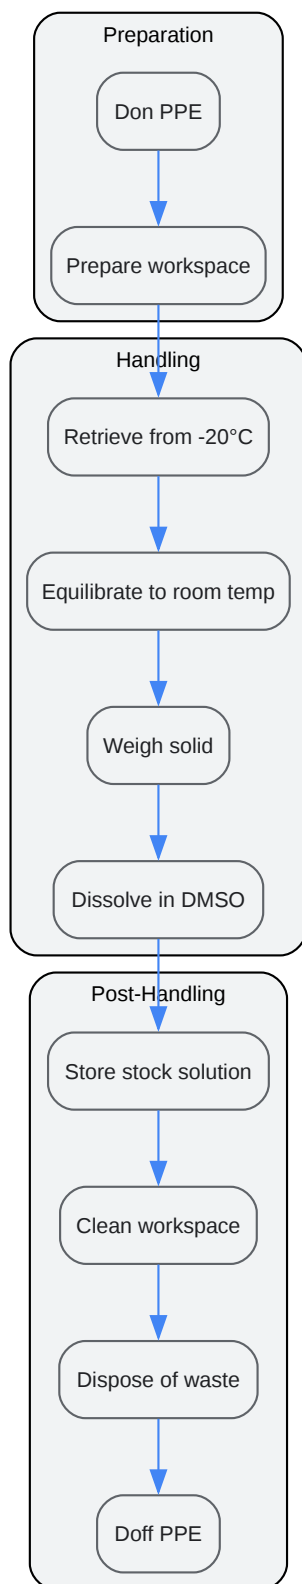 Preparation
Don PPE
Prepare workspace
Handling
Retrieve from -20°C
Equilibrate to room temp
Weigh solid
Dissolve in DMSO
Post-Handling
Store stock solution
Clean workspace
Dispose of waste
Doff PPE